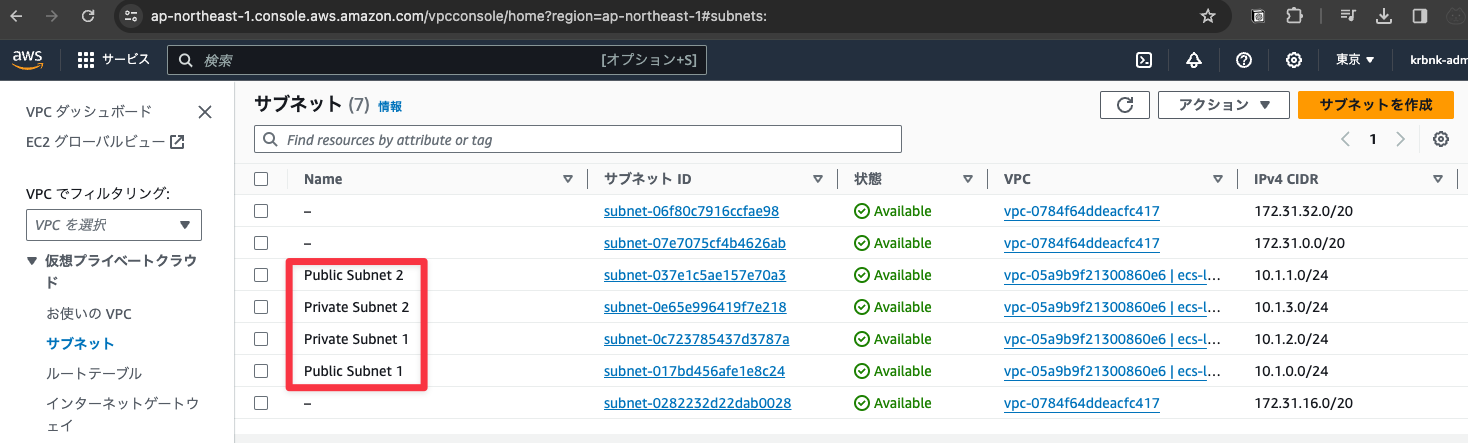 ap-northeast-1.console.aws.amazon.com/vpcconsole/home?region=ap-northeast-1#subnets:
aws サービス 検索 [オプション+S] 東京 krbnk-adm
VPC ダッシュボード
EC2 グローバルビュー
VPC でフィルタリング:
VPC を選択
仮想プライベートクラウ
ド
お使いの VPC
サブネット
ルートテーブル
インターネットゲートウ
ェイ
サブネット (7) 情報
アクション サブネットを作成
Find resources by attribute or tag
1
Name サブネット ID 状態 VPC IPv4 CIDR
– subnet-06f80c7916ccfae98 Available vpc-0784f64ddeacfc417 172.31.32.0/20
– subnet-07e7075cf4b4626ab Available vpc-0784f64ddeacfc417 172.31.0.0/20
Public Subnet 2 subnet-037e1c5ae157e70a3 Available vpc-05a9b9f21300860e6 | ecs-l… 10.1.1.0/24
Private Subnet 2 subnet-0e65e996419f7e218 Available vpc-05a9b9f21300860e6 | ecs-l… 10.1.3.0/24
Private Subnet 1 subnet-0c723785437d3787a Available vpc-05a9b9f21300860e6 | ecs-l… 10.1.2.0/24
Public Subnet 1 subnet-017bd456afe1e8c24 Available vpc-05a9b9f21300860e6 | ecs-l… 10.1.0.0/24
– subnet-0282232d22dab0028 Available vpc-0784f64ddeacfc417 172.31.16.0/20